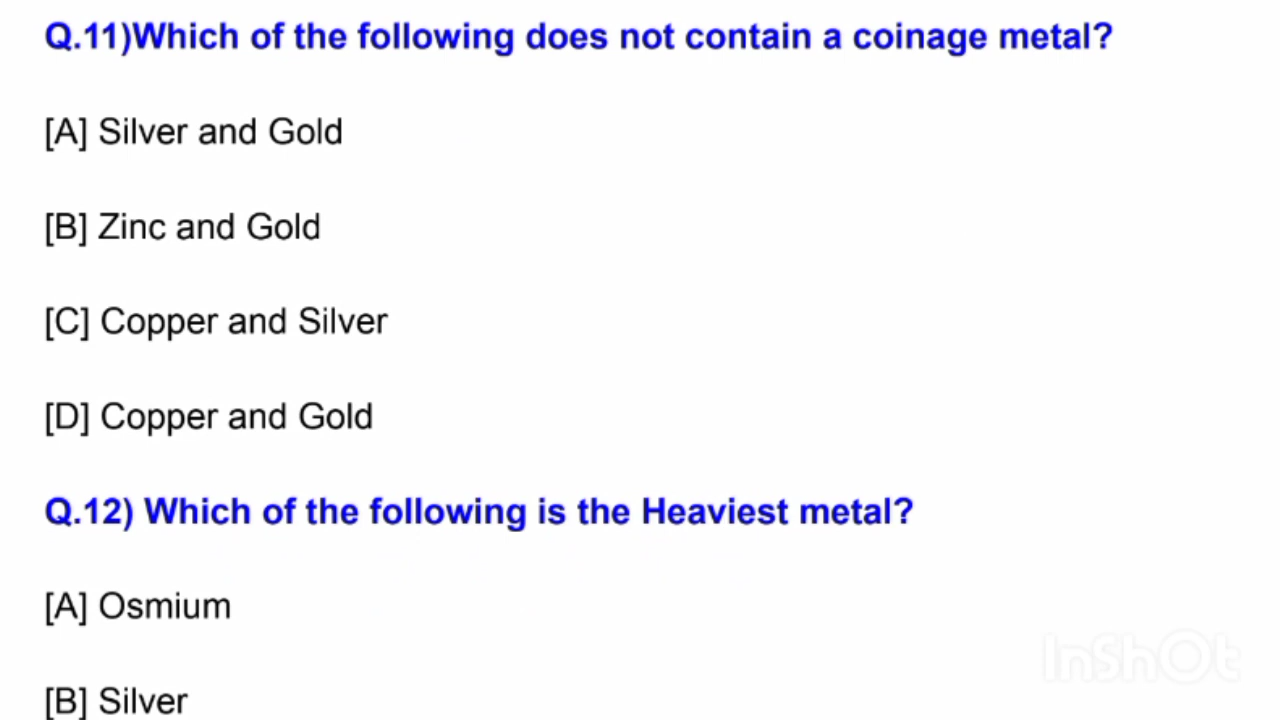 Q.11)Which of the following does not contain a coinage metal?
[A] Silver and Gold
[B] Zinc and Gold
[C] Copper and Silver
[D] Copper and Gold
Q.12) Which of the following is the Heaviest metal?
[A] Osmium
[B] Silver
InShOt